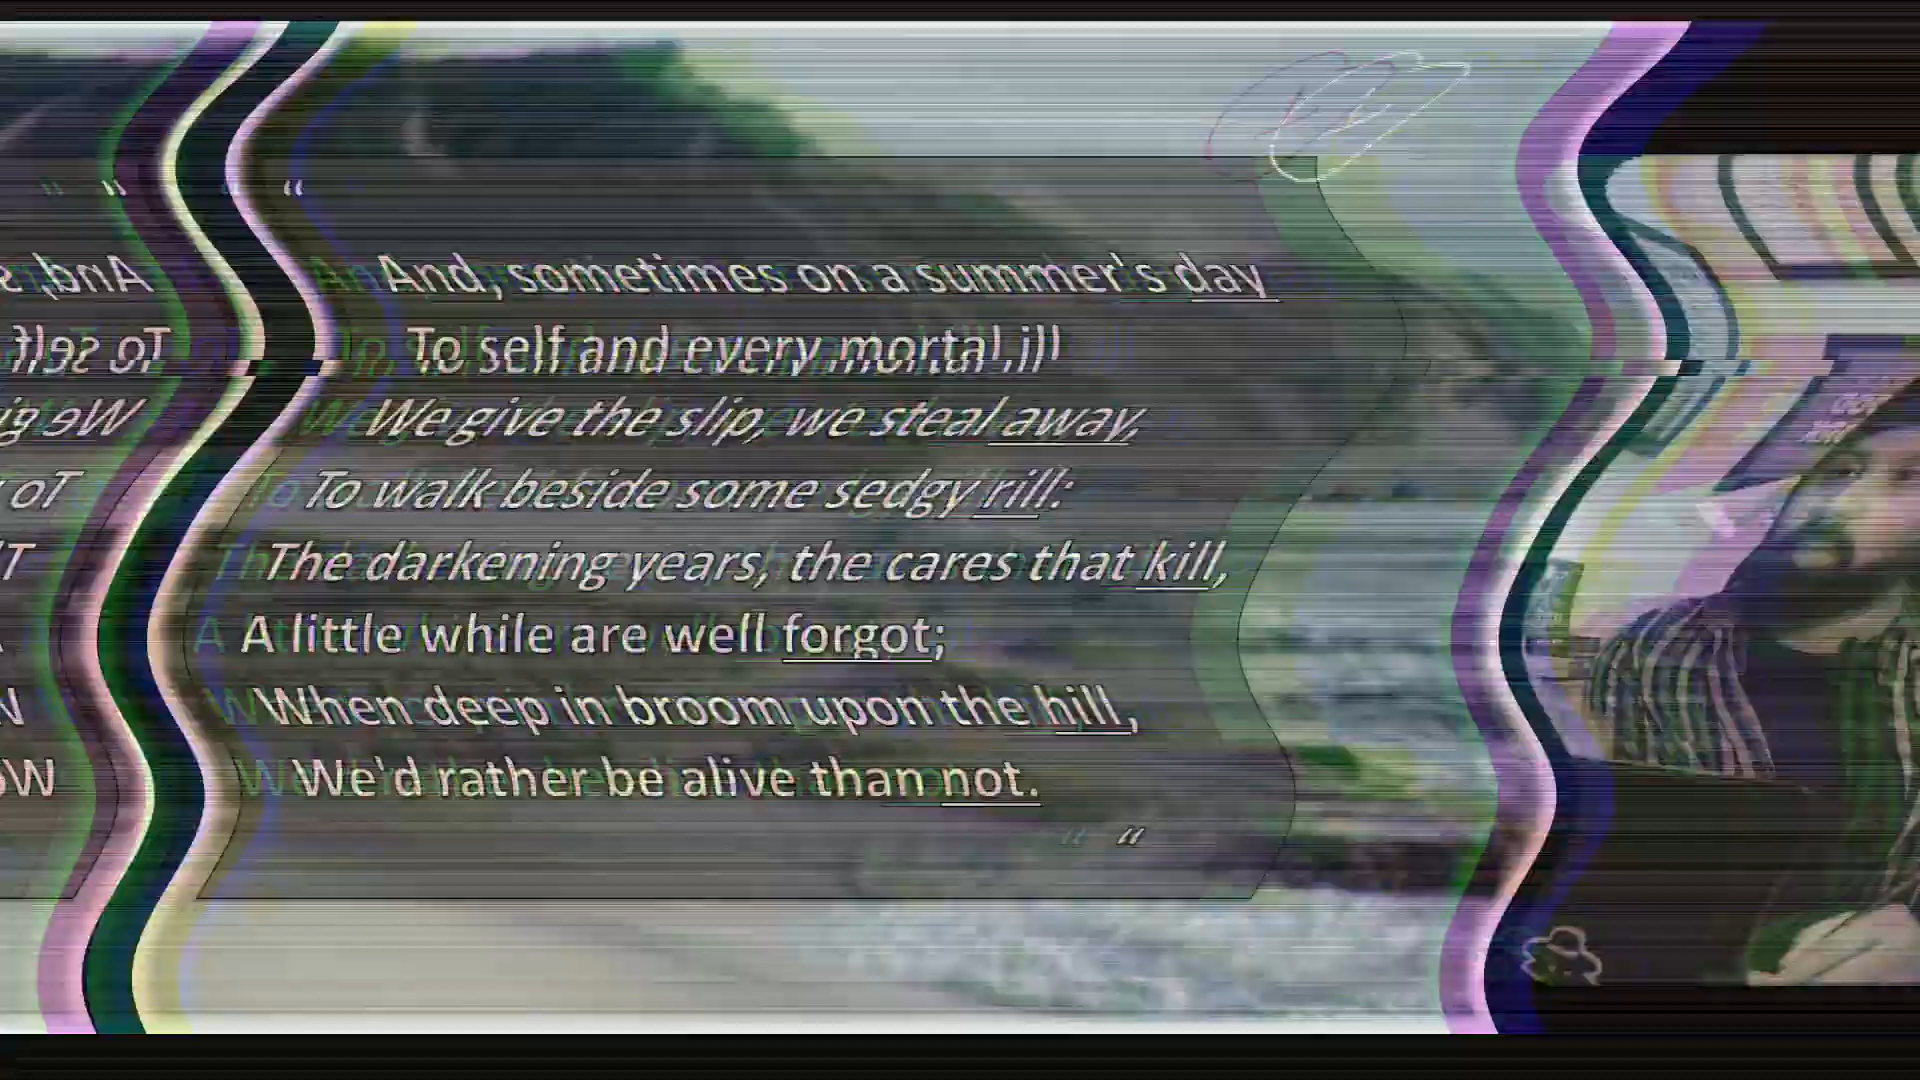 “
And, sometimes on a summer's day
To self and every mortal ill
We give the slip, we steal away,
To walk beside some sedgy rill:
The darkening years, the cares that kill,
A little while are well forgot;
When deep in broom upon the hill,
We'd rather be alive than not.
“